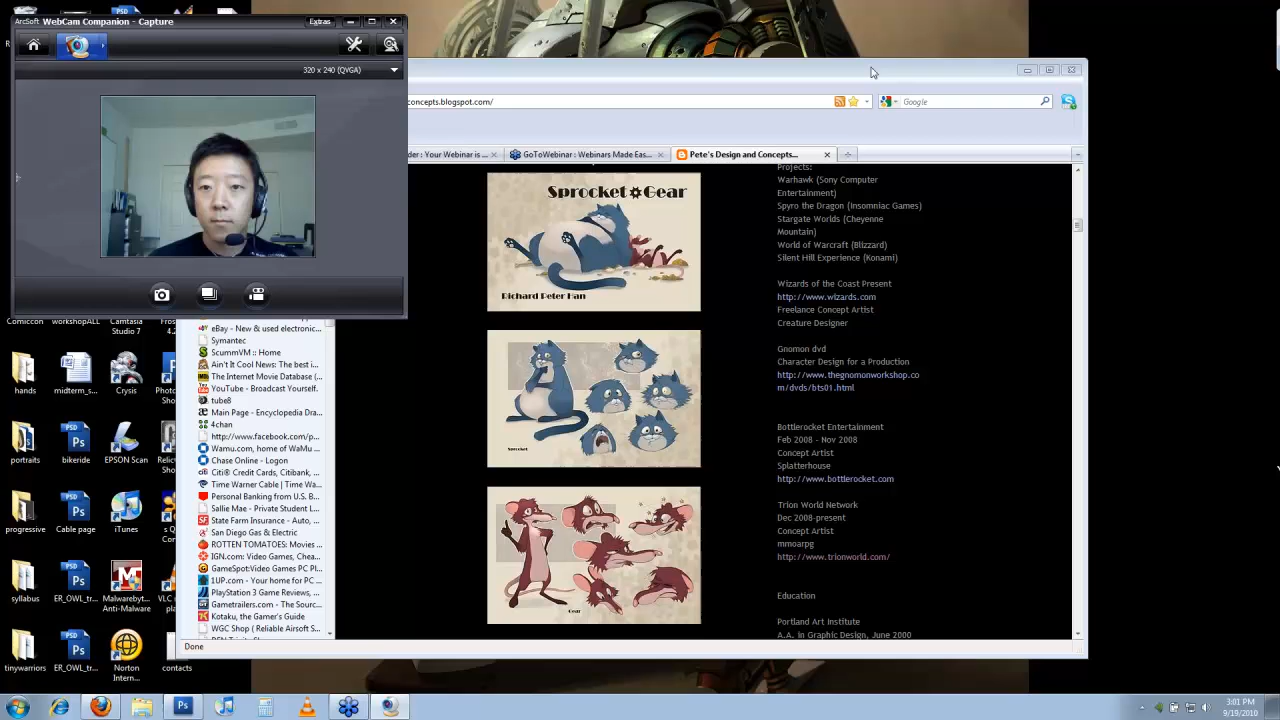 ArcSoft WebCam Companion - Capture
Extras
320 x 240 (QVGA)
concepts.blogspot.com/
Google
der : Your Webinar is ...
GoToWebinar : Webinars Made Eas...
Pete's Design and Concepts...
Projects:
Warhawk (Sony Computer
Entertainment)
Spyro the Dragon (Insomniac Games)
Stargate Worlds (Cheyenne
Mountain)
World of Warcraft (Blizzard)
Silent Hill Experience (Konami)
Wizards of the Coast Present
http://www.wizards.com
Freelance Concept Artist
Creature Designer
Gnomon dvd
Character Design for a Production
http://www.thegnomonworkshop.co
m/dvds/bts01.html
Bottlerocket Entertainment
Feb 2008 - Nov 2008
Concept Artist
Splatterhouse
http://www.bottlerocket.com
Trion World Network
Dec 2008-present
Concept Artist
mmoarpg
http://www.trionworld.com/
Education
Portland Art Institute
A.A. in Graphic Design, June 2000
Sprocket Gear
Richard Peter Han
Sprocket
Gear
eBay - New & used electronic...
Symantec
ScummVM :: Home
Ain't It Cool News: The best i...
The Internet Movie Database (...
YouTube - Broadcast Yourself.
tube8
Main Page - Encyclopedia Dra...
4chan
http://www.facebook.com/p...
Wamu.com, home of WaMu ...
Chase Online - Logon
Citi® Credit Cards, Citibank, ...
Time Warner Cable | Time Wa...
Personal Banking from U.S. B...
Sallie Mae - Private Student L...
State Farm Insurance - Auto, ...
San Diego Gas & Electric
ROTTEN TOMATOES: Movies ...
IGN.com: Video Games, Chea...
GameSpot:Video Games PC Pl...
1UP.com - Your home for PC ...
PlayStation 3 Game Reviews, ...
Gametrailers.com - The Sourc...
Kotaku, the Gamer's Guide
WGC Shop ( Reliable Airsoft S...
Done
Comiccon
workshopALL
Camtasia
Studio 7
hands
midterm_s...
Crysis
portraits
bikeride
EPSON Scan
progressive
Cable page
iTunes
syllabus
ER_OWL_tr...
Malwarebyt...
Anti-Malware
tinywarriors
ER_OWL_tr...
Norton
Intern...
contacts
3:01 PM
9/19/2010